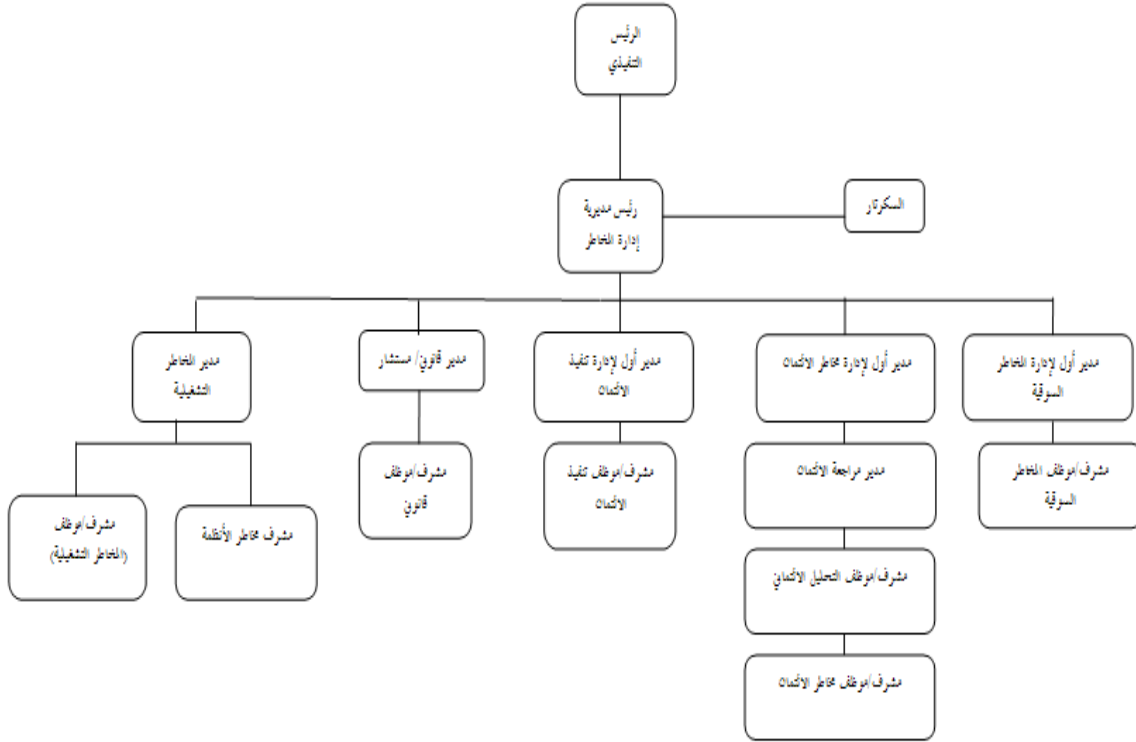 الرئيس
التنفيذي
رئيس مديرية
إدارة المخاطر
السكرتار
مدير أول لإدارة المخاطر
السوقية
مدير أول لإدارة مخاطر الائتمان
مدير أول لإدارة تنفيذ
الائتمان
مدير قانوني/ مستشار
مدير المخاطر
التشغيلية
مشرف/موظف المخاطر
السوقية
مدير مراجعة الائتمان
مشرف/موظف تنفيذ
الائتمان
مشرف/موظف
قانوني
مشرف مخاطر الأنظمة
مشرف/موظف
(المخاطر التشغيلية)
مشرف/موظف التحليل الائتماني
مشرف/موظف مخاطر الائتمان